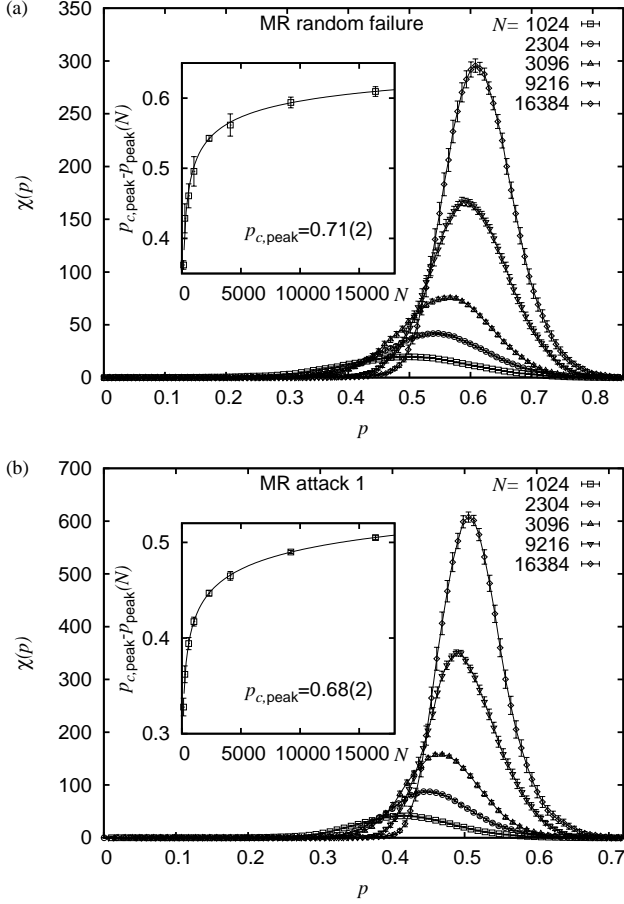 (a)
MR random failure
N= 1024
2304
3096
9216
16384
350
300
250
200
150
100
50
0
χ(p)
0.6
0.5
0.4
p_c,peak-p_peak(N)
p_c,peak=0.71(2)
0 5000 10000 15000 N
0.0 0.1 0.2 0.3 0.4 0.5 0.6 0.7 0.8
p
(b)
MR attack 1
N= 1024
2304
3096
9216
16384
700
600
500
400
300
200
100
0
χ(p)
0.5
0.4
0.3
p_c,peak-p_peak(N)
p_c,peak=0.68(2)
0 5000 10000 15000 N
0 0.1 0.2 0.3 0.4 0.5 0.6 0.7
p